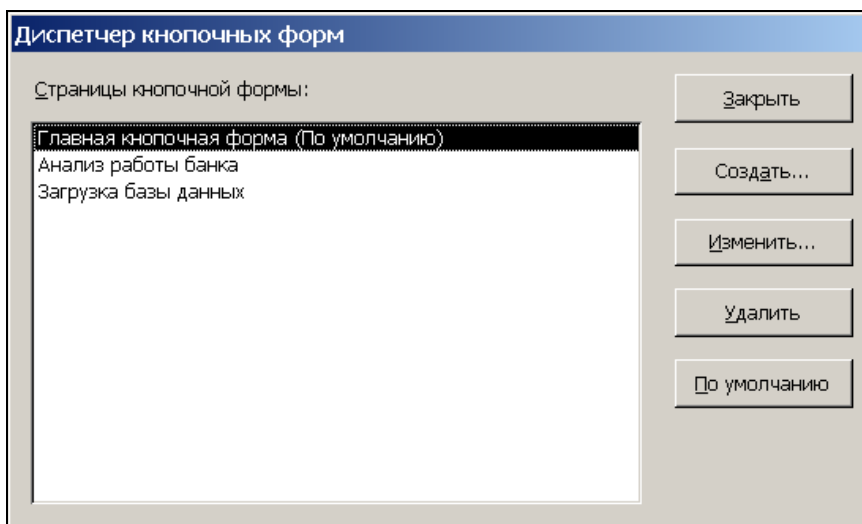 Диспетчер кнопочных форм
Страницы кнопочной формы:
Главная кнопочная форма (По умолчанию)
Анализ работы банка
Загрузка базы данных
Закрыть
Создать...
Изменить...
Удалить
По умолчанию